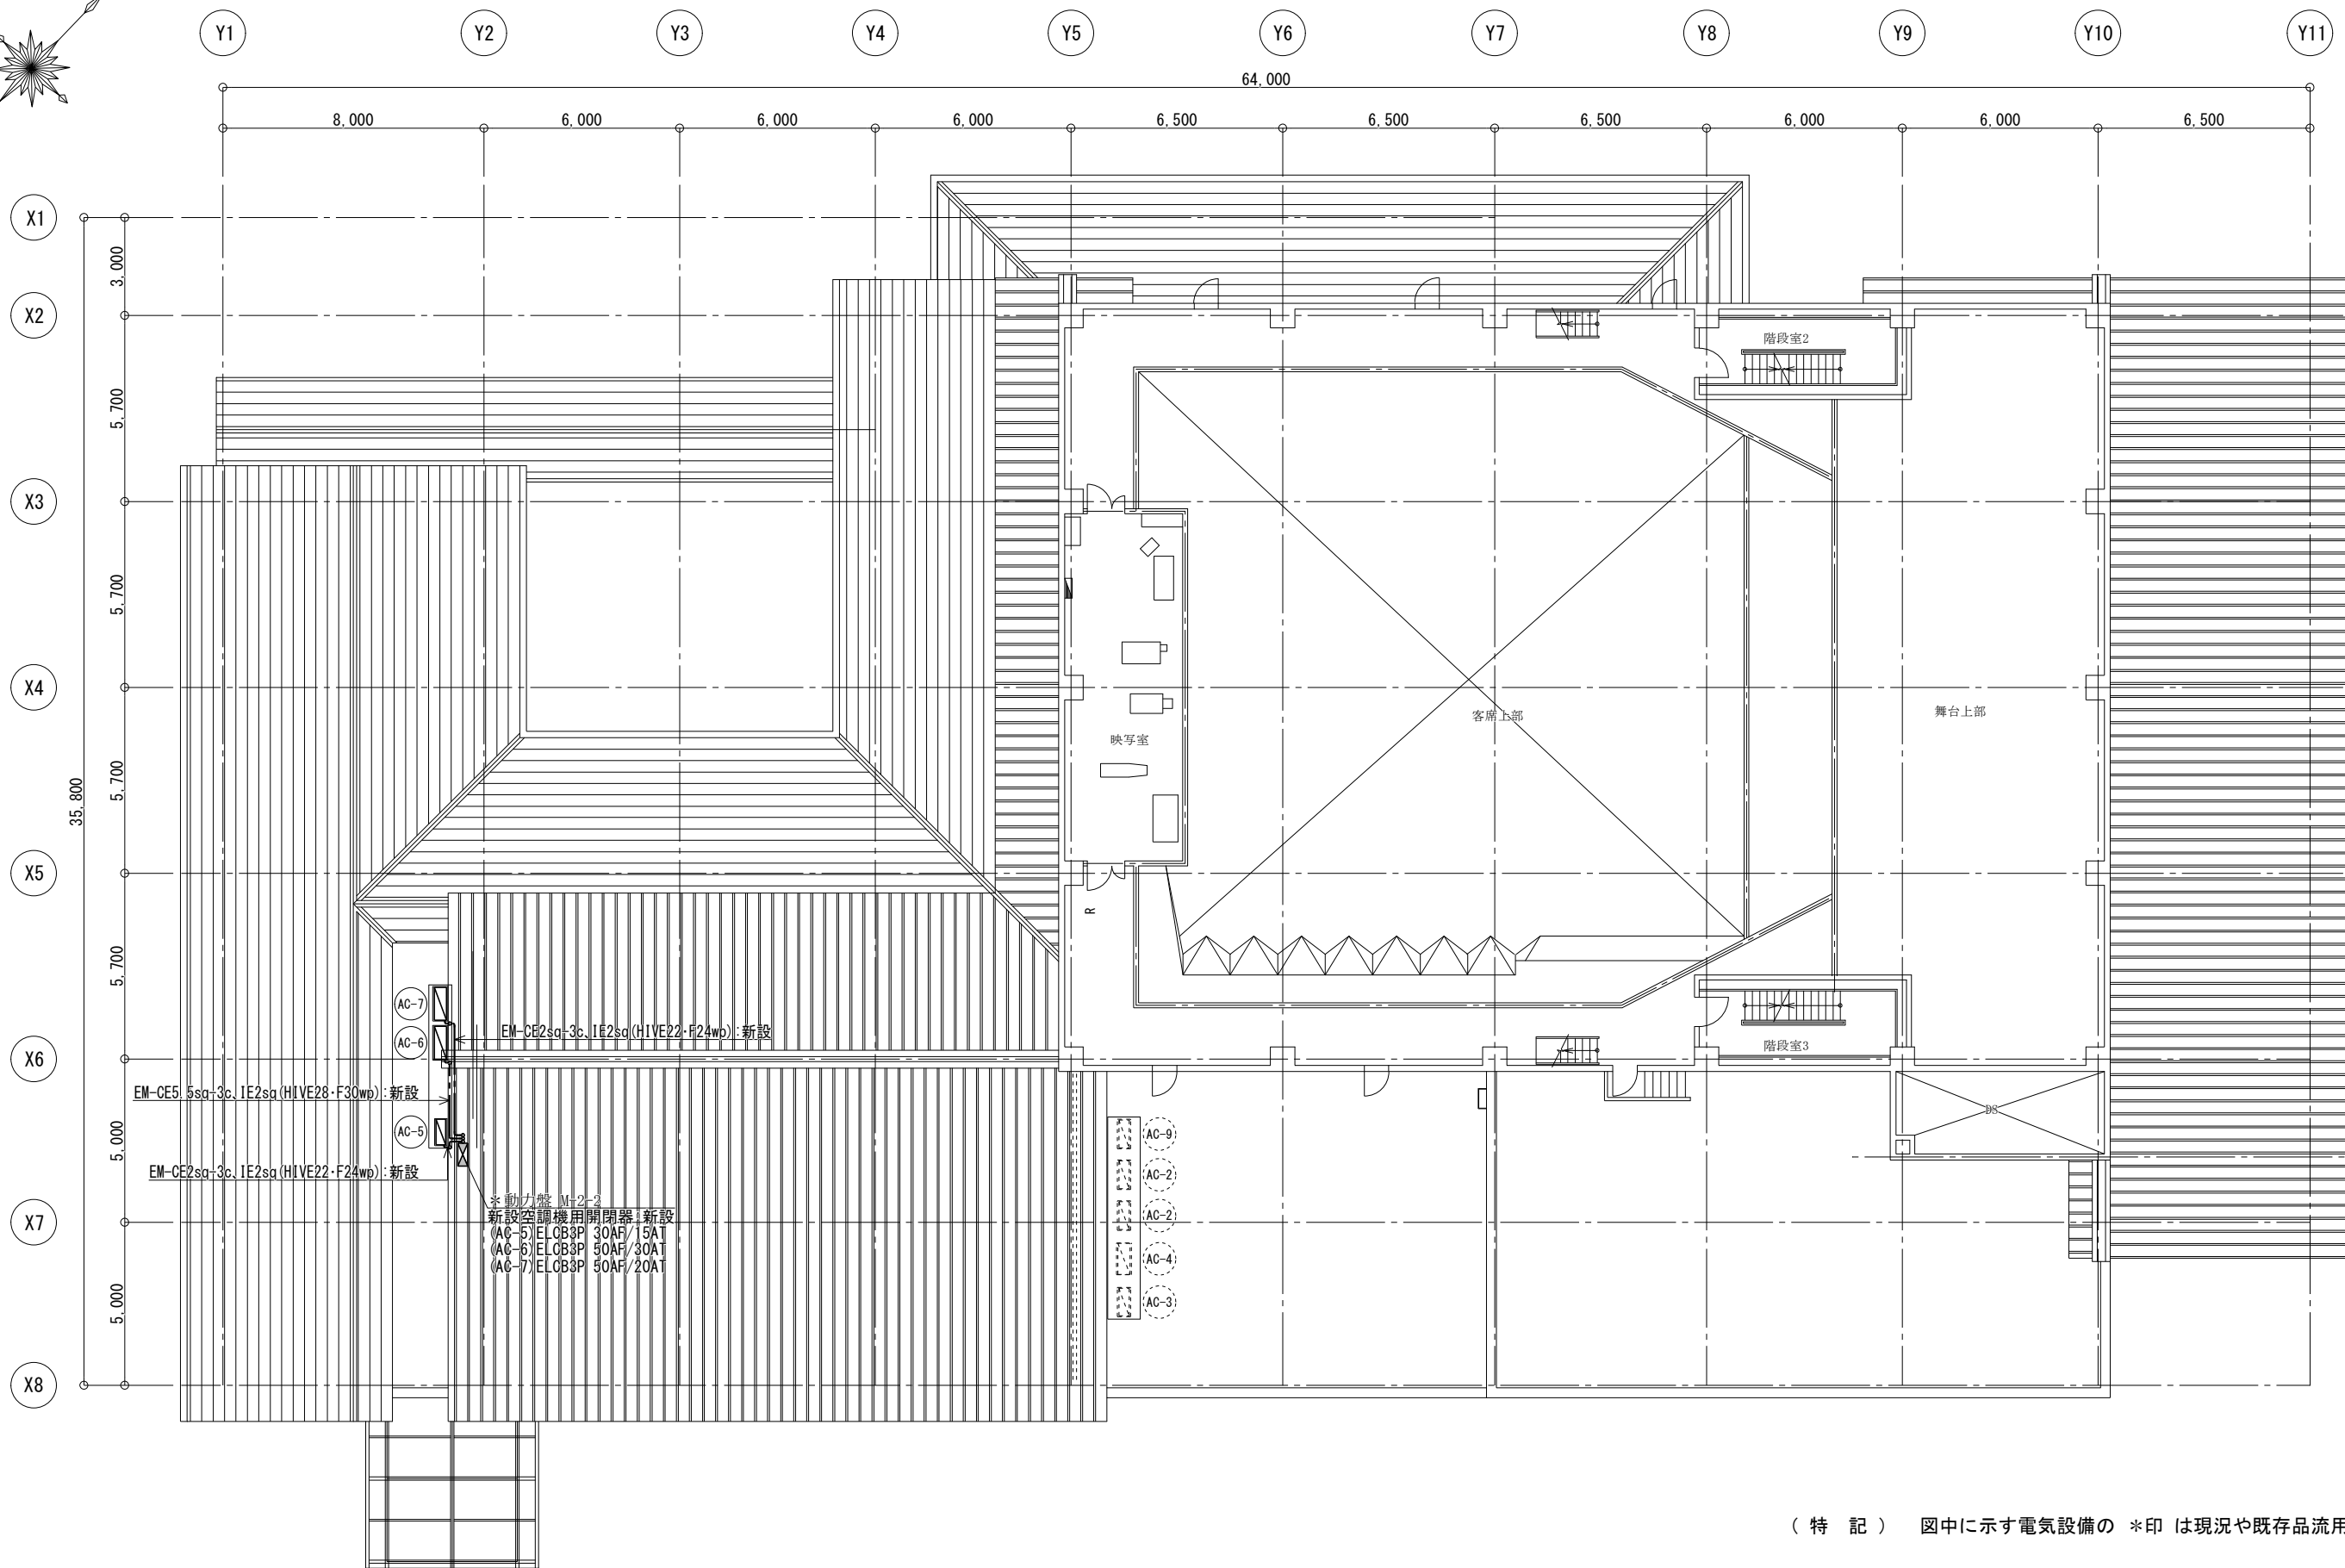 Y1 Y2 Y3 Y4 Y5 Y6 Y7 Y8 Y9 Y10 Y11
64,000
8,000 6,000 6,000 6,000 6,500 6,500 6,500 6,000 6,000 6,500
X1
3,000
X2
階段室2
5,700
X3
5,700
X4
客席上部
舞台上部
映写室
5,700
35,800
X5
R
5,700
AC-7
EM-CE2sq-3c、IE2sq(HIVE22・F24wp):新設
AC-6
X6
階段室3
EM-CE5.5sq-3c、IE2sq(HIVE28・F30wp):新設
DS
AC-5
5,000
AC-9
EM-CE2sq-3c、IE2sq(HIVE22・F24wp):新設
AC-2
*動力盤 M-2-2
新設空調機用開閉器:新設
(AC-5)ELCB3P 30AF/15AT
(AC-6)ELCB3P 50AF/30AT
(AC-7)ELCB3P 50AF/20AT
X7
AC-2
AC-4
5,000
AC-3
X8
( 特 記 ) 図中に示す電気設備の *印 は現況や既存品流用